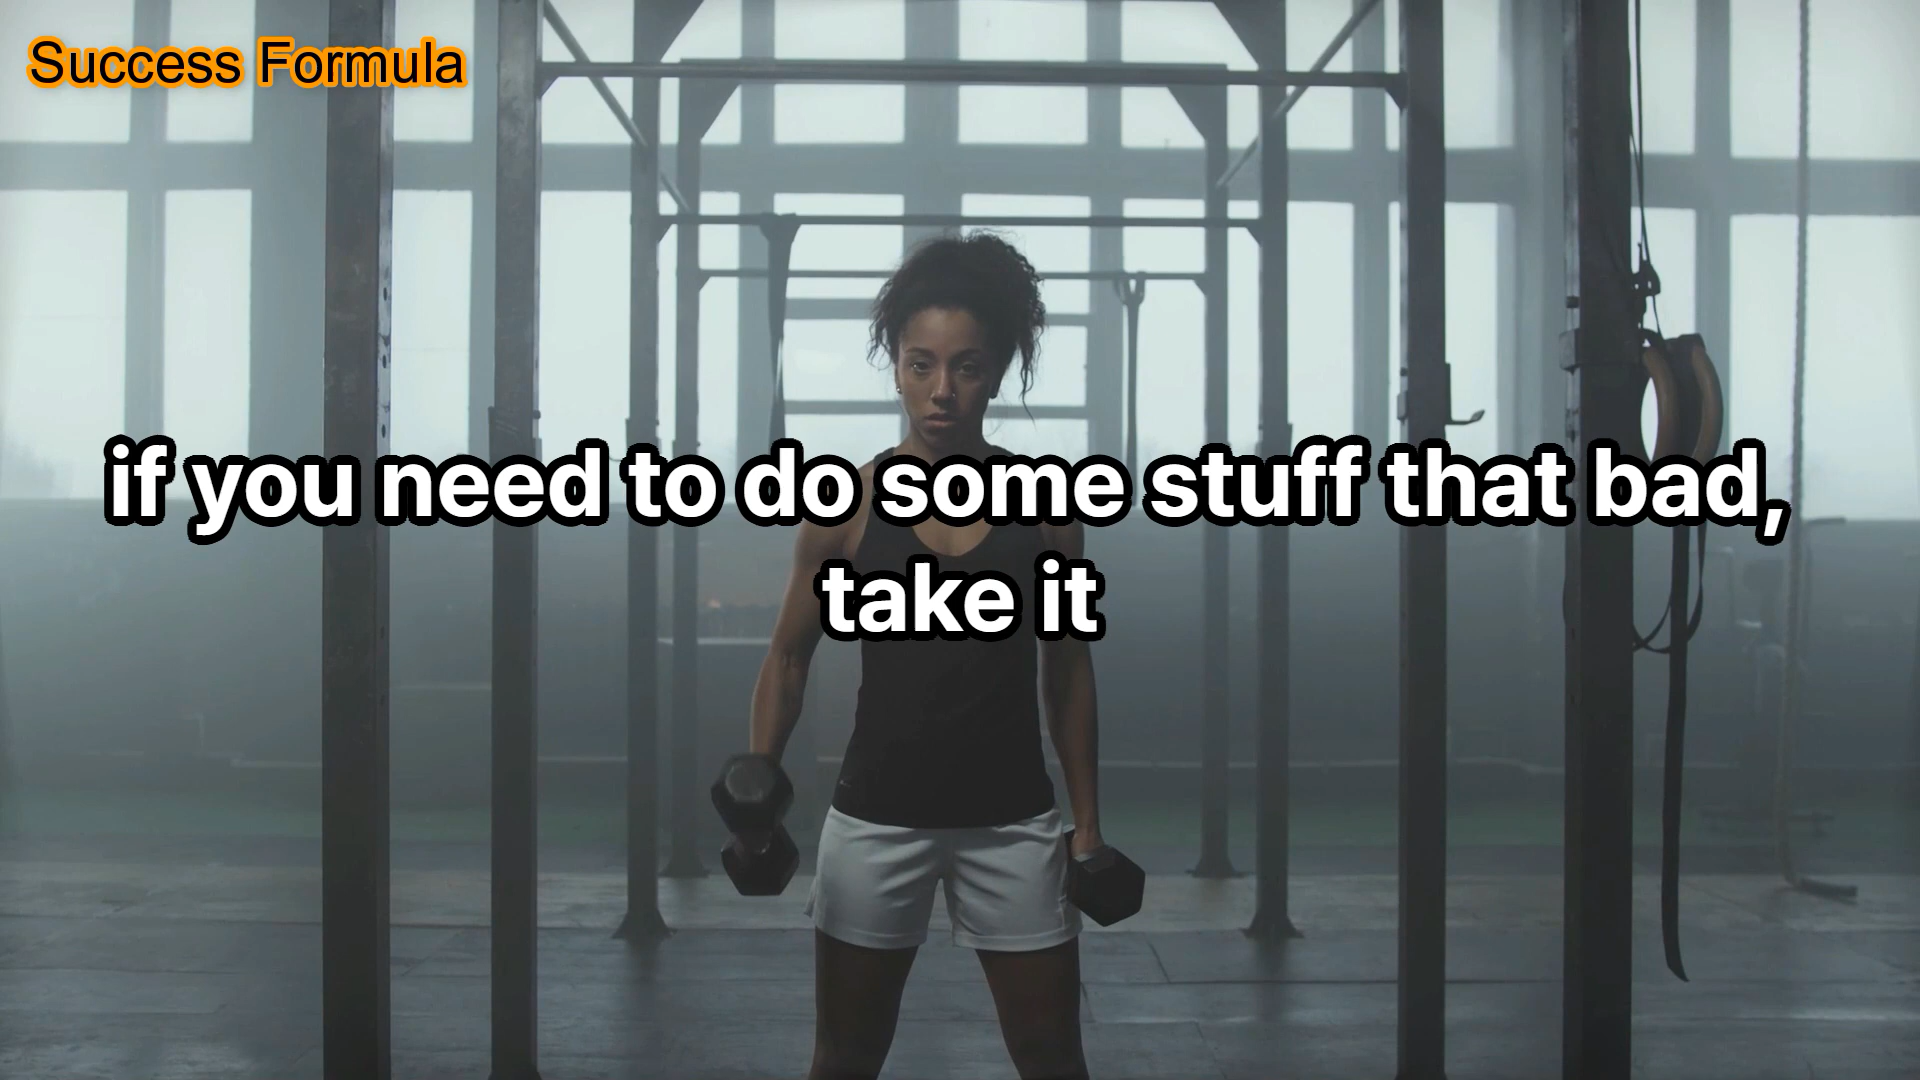 Success Formula
if you need to do some stuff that bad,
take it